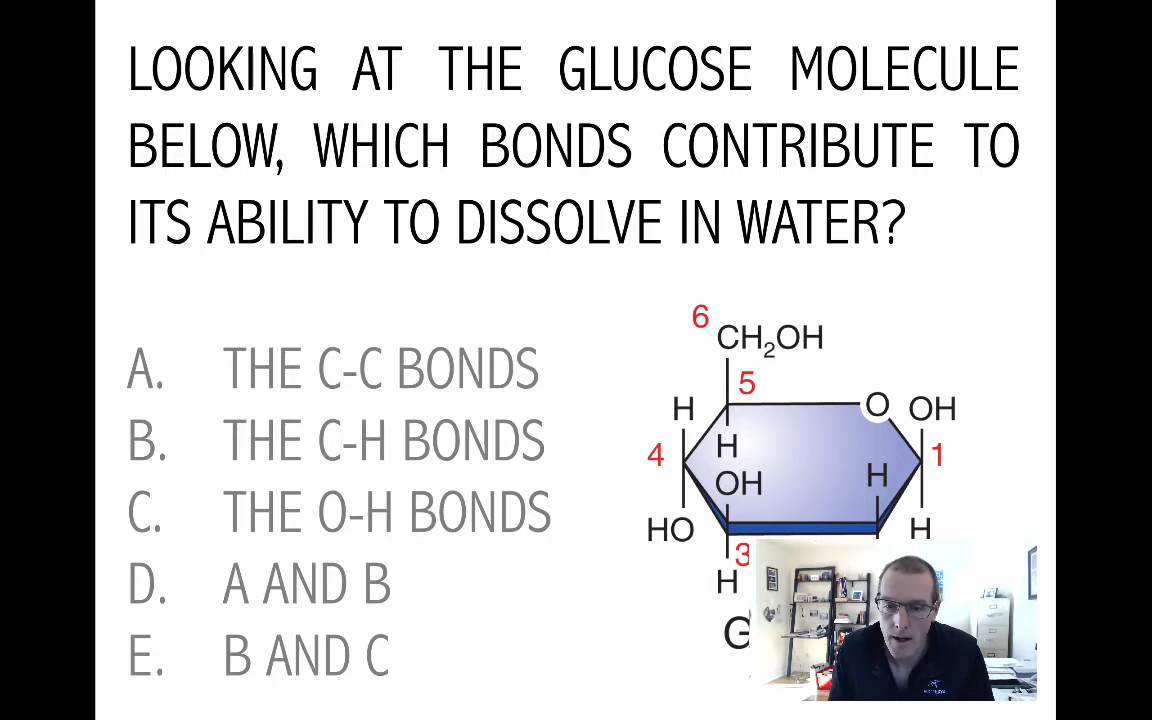 LOOKING AT THE GLUCOSE MOLECULE
BELOW, WHICH BONDS CONTRIBUTE TO
ITS ABILITY TO DISSOLVE IN WATER?
A. THE C-C BONDS
B. THE C-H BONDS
C. THE O-H BONDS
D. A AND B
E. B AND C
6
CH2OH
5
H
O
OH
H
4
1
OH
H
HO
H
3
H
G